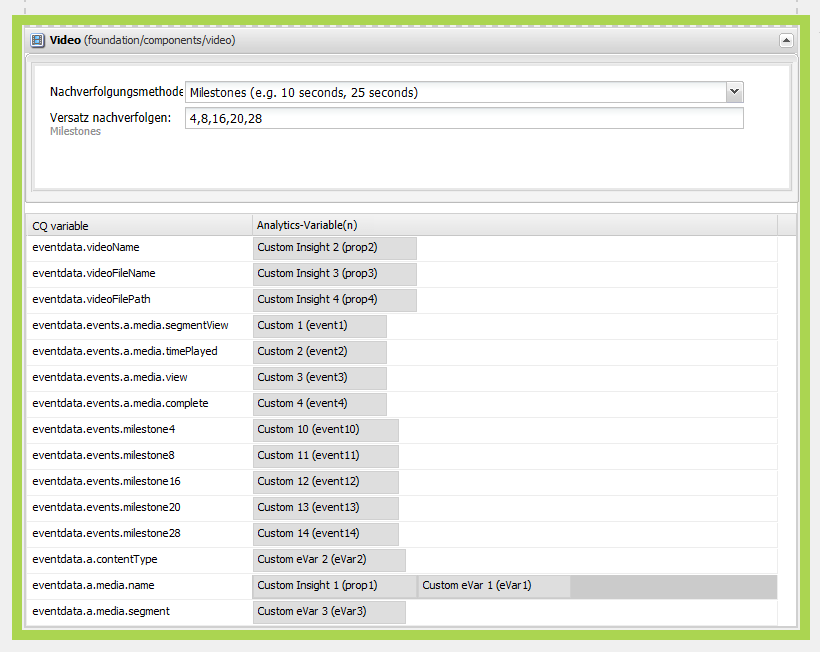 Video (foundation/components/video)
Nachverfolgungsmethode Milestones (e.g. 10 seconds, 25 seconds)
Versatz nachverfolgen: 4,8,16,20,28
Milestones
CQ variable Analytics-Variable(n)
eventdata.videoName Custom Insight 2 (prop2)
eventdata.videoFileName Custom Insight 3 (prop3)
eventdata.videoFilePath Custom Insight 4 (prop4)
eventdata.events.a.media.segmentView Custom 1 (event1)
eventdata.events.a.media.timePlayed Custom 2 (event2)
eventdata.events.a.media.view Custom 3 (event3)
eventdata.events.a.media.complete Custom 4 (event4)
eventdata.events.milestone4 Custom 10 (event10)
eventdata.events.milestone8 Custom 11 (event11)
eventdata.events.milestone16 Custom 12 (event12)
eventdata.events.milestone20 Custom 13 (event13)
eventdata.events.milestone28 Custom 14 (event14)
eventdata.a.contentType Custom eVar 2 (eVar2)
eventdata.a.media.name Custom Insight 1 (prop1) Custom eVar 1 (eVar1)
eventdata.a.media.segment Custom eVar 3 (eVar3)